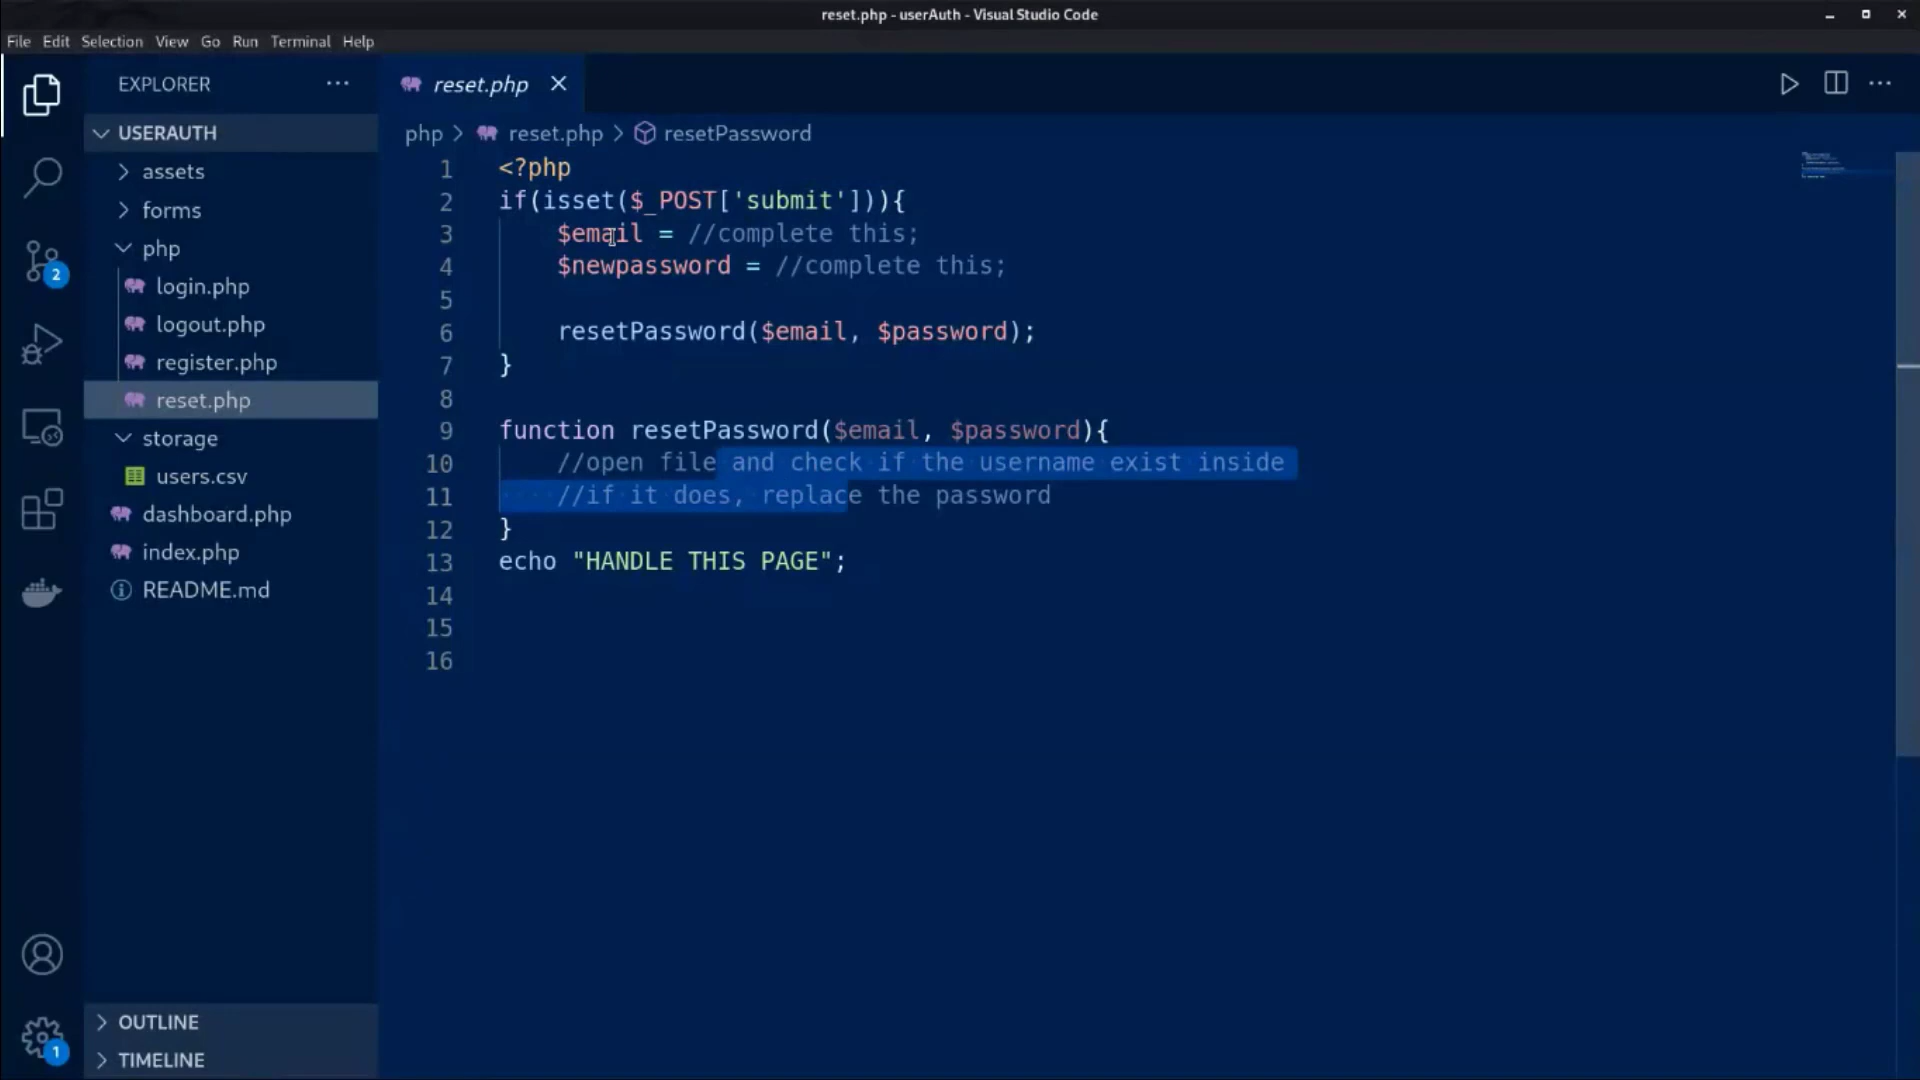 reset.php - userAuth - Visual Studio Code
File Edit Selection View Go Run Terminal Help
EXPLORER
reset.php
USERAUTH
php > reset.php > resetPassword
assets
forms
php
login.php
logout.php
register.php
reset.php
storage
users.csv
dashboard.php
index.php
README.md
2
1 <?php
2 if(isset($_POST['submit'])){
3 $email = //complete this;
4 $newpassword = //complete this;
5
6 resetPassword($email, $password);
7 }
8
9 function resetPassword($email, $password){
10 //open file and check if the username exist inside
11 //if it does, replace the password
12 }
13 echo "HANDLE THIS PAGE";
14
15
16
OUTLINE
TIMELINE
1